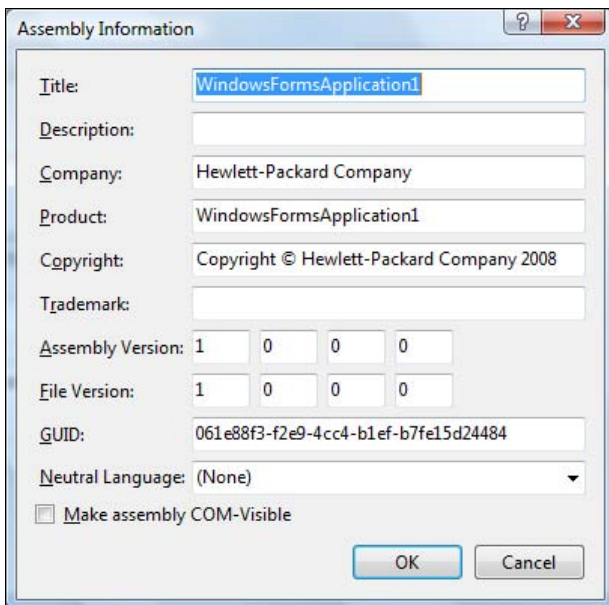 Assembly Information
Title: WindowsFormsApplication1
Description:
Company: Hewlett-Packard Company
Product: WindowsFormsApplication1
Copyright: Copyright © Hewlett-Packard Company 2008
Trademark:
Assembly Version: 1 0 0 0
File Version: 1 0 0 0
GUID: 061e88f3-f2e9-4cc4-b1ef-b7fe15d24484
Neutral Language: (None)
Make assembly COM-Visible
OK Cancel